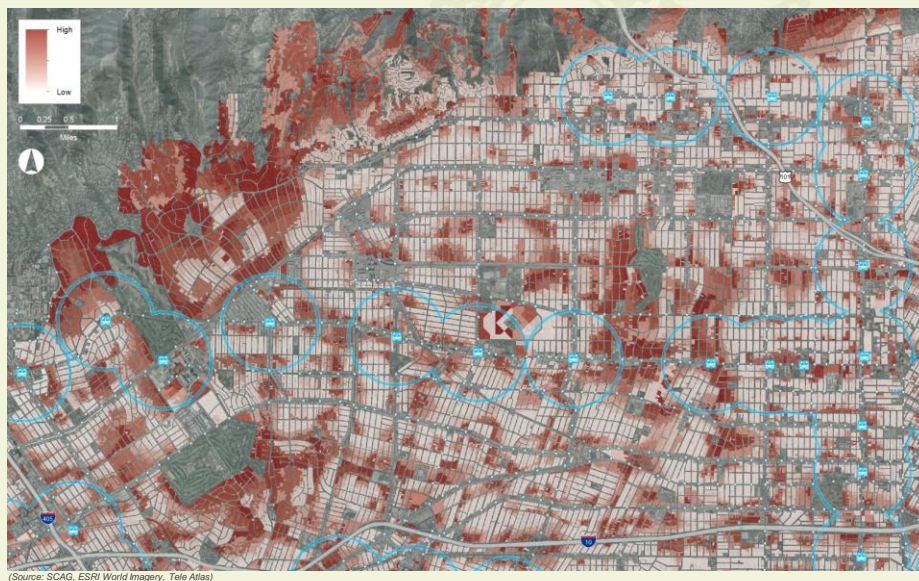 High
Low
0 0.25 0.5 1
Miles
101
405
10
(Source: SCAG, ESRI World Imagery, Tele Atlas)